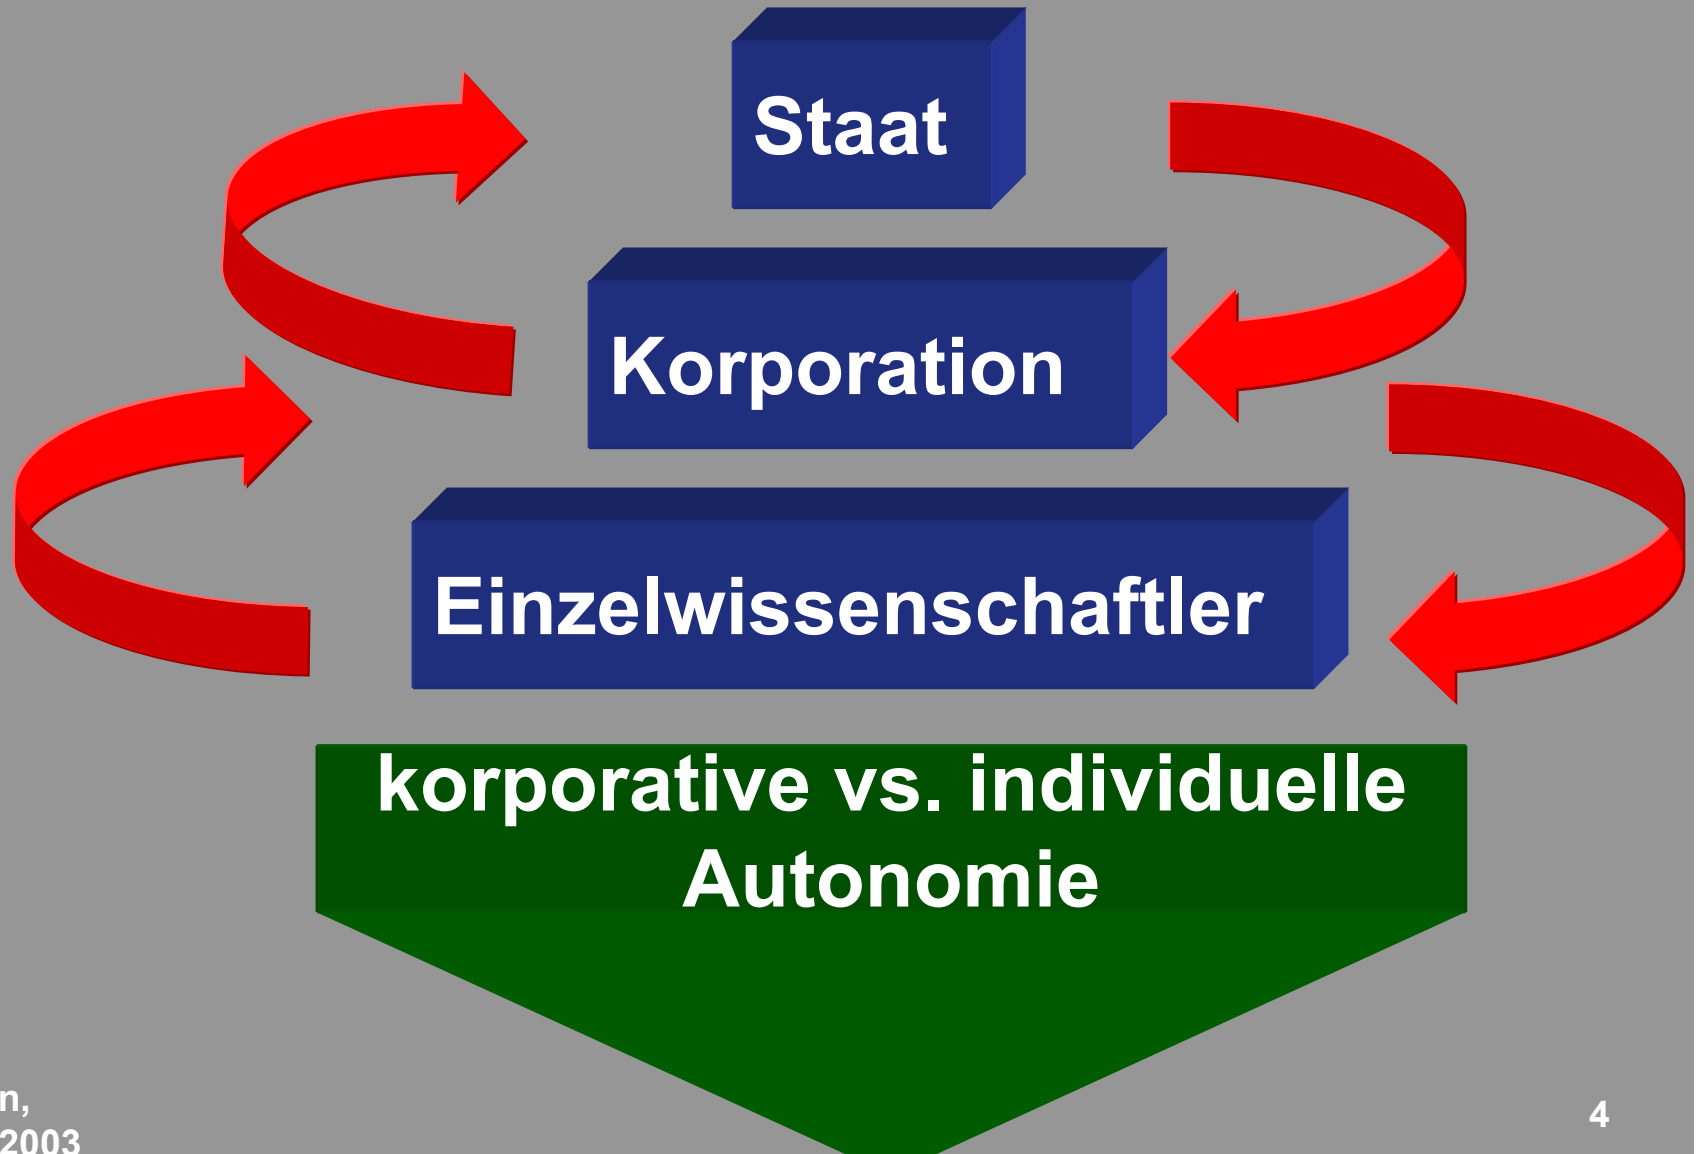 Staat
Korporation
Einzelwissenschaftler
korporative vs. individuelle
Autonomie
2003
4